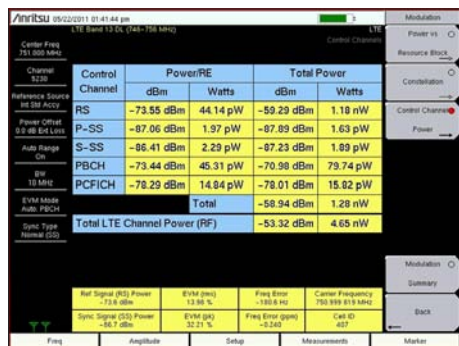 Anritsu 05/22/2011 01:41:44 pm
Modulation
LTE Band 13 DL (746-756 MHz)
LTE
Control Channels
Center Freq
751.000 MHz
Channel
5230
Reference Source
Int Std Accy
Power Offset
0.0 dB Ext Loss
Auto Range
On
BW
10 MHz
EVM Mode
Auto: PBCH
Sync Type
Normal (SS)
Control Channel
Power/RE
Total Power
dBm
Watts
dBm
Watts
RS -73.55 dBm 44.14 pW -59.29 dBm 1.18 nW
P-SS -87.06 dBm 1.97 pW -87.89 dBm 1.63 pW
S-SS -86.41 dBm 2.29 pW -87.23 dBm 1.89 pW
PBCH -73.44 dBm 45.31 pW -70.98 dBm 79.74 pW
PCFICH -78.29 dBm 14.84 pW -78.01 dBm 15.82 pW
Total -58.94 dBm 1.28 nW
Total LTE Channel Power (RF) -53.32 dBm 4.65 nW
Ref Signal (RS) Power
-73.6 dBm
EVM (rms)
13.98 %
Freq Error
-180.6 Hz
Carrier Frequency
750.999 819 MHz
Sync Signal (SS) Power
-86.7 dBm
EVM (pk)
32.21 %
Freq Error (ppm)
-0.240
Cell ID
407
Power vs
Resource Block
Constellation
Control Channel
Power
Modulation
Summary
Back
Freq
Amplitude
Setup
Measurements
Marker